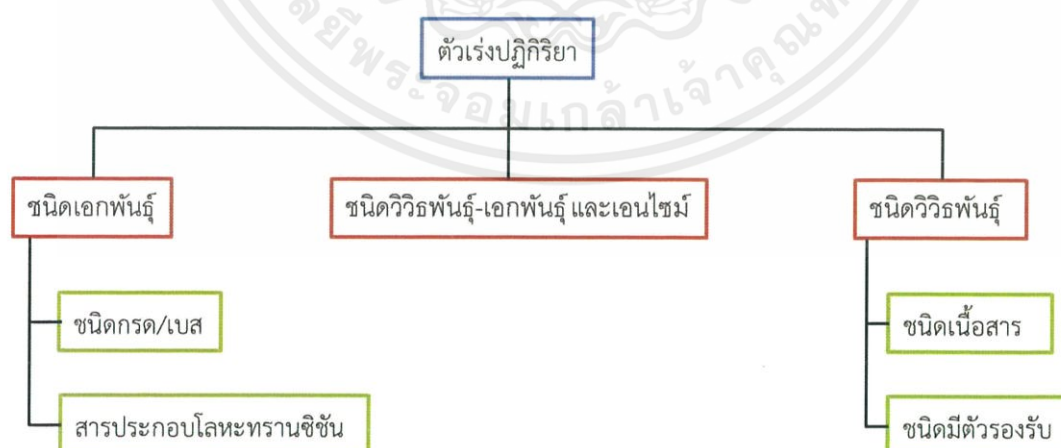 ตัวเร่งปฏิกิริยา
ชนิดเอกพันธุ์
ชนิดวิวิธพันธุ์-เอกพันธุ์ และเอนไซม์
ชนิดวิวิธพันธุ์
ชนิดกรด/เบส
ชนิดเนื้อสาร
สารประกอบโลหะทรานซิชัน
ชนิดมีตัวรองรับ